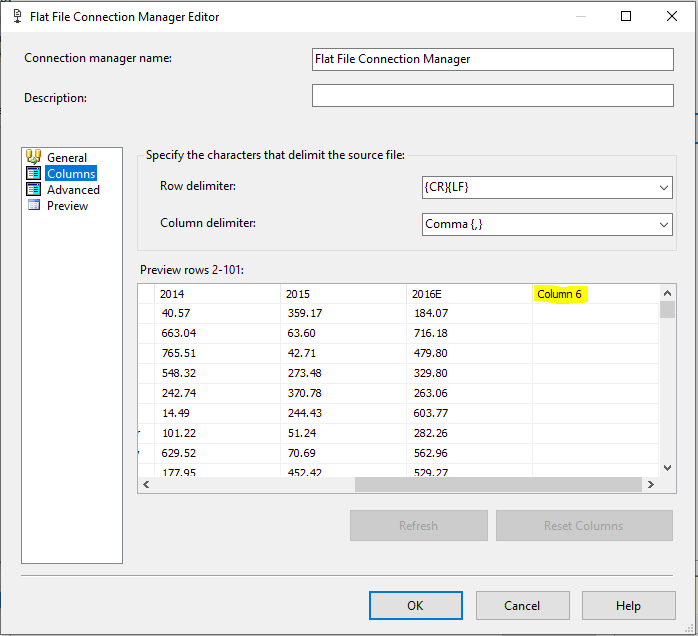 Flat File Connection Manager Editor
Connection manager name: Flat File Connection Manager
Description:
General
Columns
Advanced
Preview
Specify the characters that delimit the source file:
Row delimiter: {CR}{LF}
Column delimiter: Comma {,}
Preview rows 2-101:
2014 2015 2016E Column 6
40.57 359.17 184.07
663.04 63.60 716.18
765.51 42.71 479.80
548.32 273.48 329.80
242.74 370.78 263.06
14.49 244.43 603.77
101.22 51.24 282.26
629.52 70.69 562.96
177.95 452.42 529.27
Refresh Reset Columns
OK Cancel Help